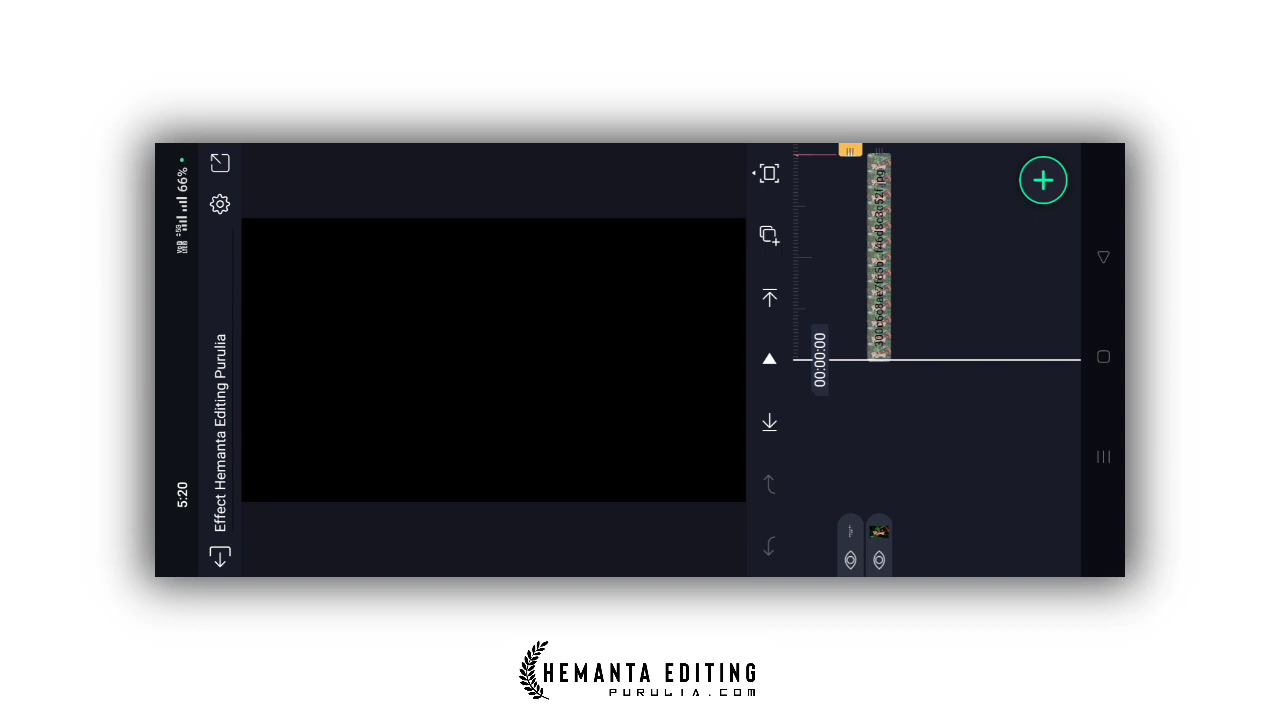 5:20
66%
Effect Hemanta Editing Purulia
00:00:00
HEMANTA EDITING
PURULIA.COM